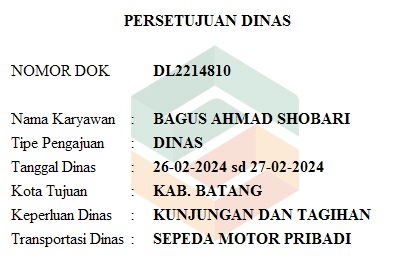 PERSETUJUAN DINAS
NOMOR DOK DL2214810
Nama Karyawan : BAGUS AHMAD SHOBARI
Tipe Pengajuan : DINAS
Tanggal Dinas : 26-02-2024 sd 27-02-2024
Kota Tujuan : KAB. BATANG
Keperluan Dinas : KUNJUNGAN DAN TAGIHAN
Transportasi Dinas : SEPEDA MOTOR PRIBADI